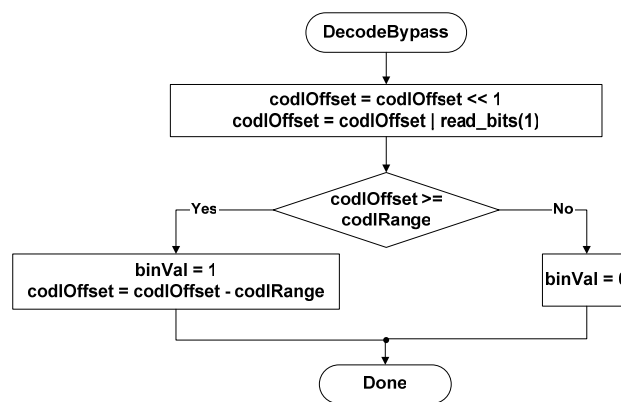 DecodeBypass
codIOffset = codIOffset << 1
codIOffset = codIOffset | read_bits(1)
codIOffset >=
codIRange
Yes
No
binVal = 1
codIOffset = codIOffset - codIRange
binVal = 0
Done